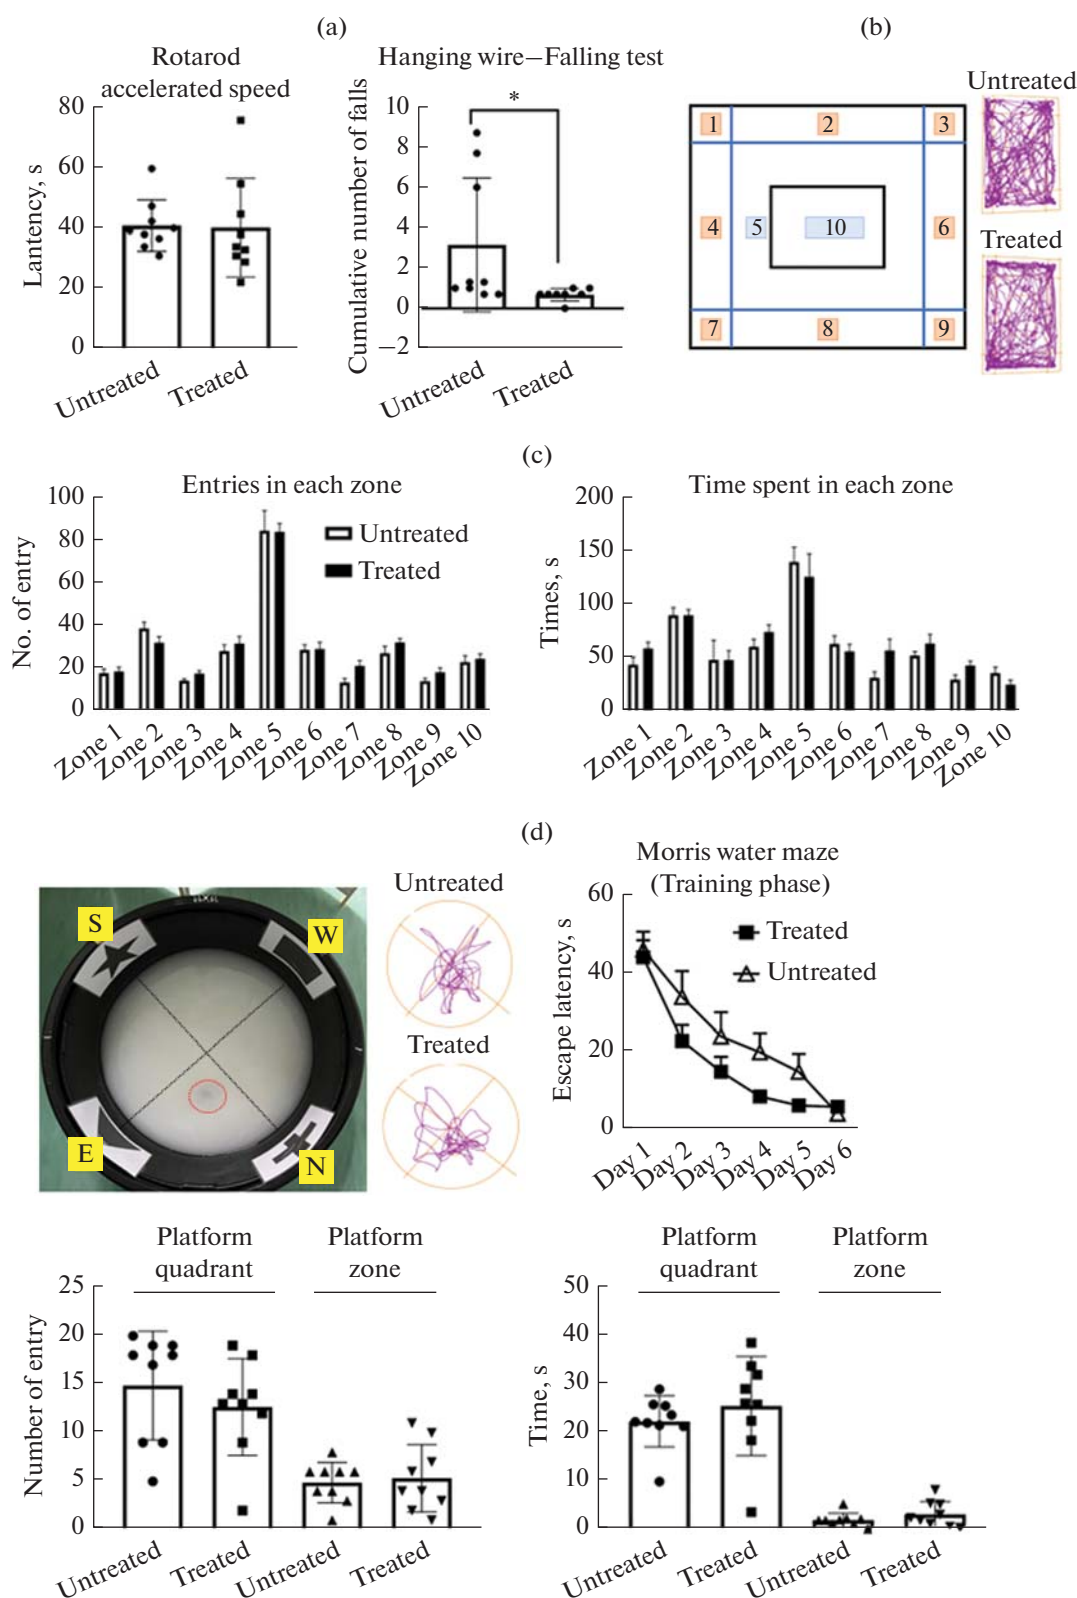 (a)
Rotarod
accelerated speed
Lantency, s
80
60
40
20
0
Untreated
Treated
Hanging wire–Falling test
Cumulative number of falls
10
8
6
4
2
0
–2
*
Untreated
Treated
(b)
1
2
3
4
5
10
6
7
8
9
Untreated
Treated
(c)
Entries in each zone
No. of entry
100
80
60
40
20
0
Untreated
Treated
Zone 1
Zone 2
Zone 3
Zone 4
Zone 5
Zone 6
Zone 7
Zone 8
Zone 9
Zone 10
Time spent in each zone
Times, s
200
150
100
50
0
Zone 1
Zone 2
Zone 3
Zone 4
Zone 5
Zone 6
Zone 7
Zone 8
Zone 9
Zone 10
(d)
S
W
E
N
Untreated
Treated
Morris water maze
(Training phase)
Escape latency, s
60
40
20
0
Treated
Untreated
Day 1
Day 2
Day 3
Day 4
Day 5
Day 6
Platform
quadrant
Platform
zone
Number of entry
25
20
15
10
5
0
Untreated
Treated
Untreated
Treated
Platform
quadrant
Platform
zone
Time, s
50
40
30
20
10
0
Untreated
Treated
Untreated
Treated